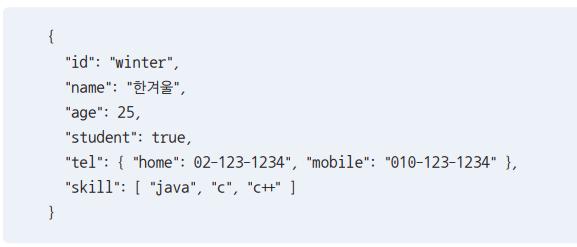 {
"id": "winter",
"name": "한겨울",
"age": 25,
"student": true,
"tel": { "home": 02-123-1234", "mobile": "010-123-1234" },
"skill": [ "java", "c", "c++" ]
}